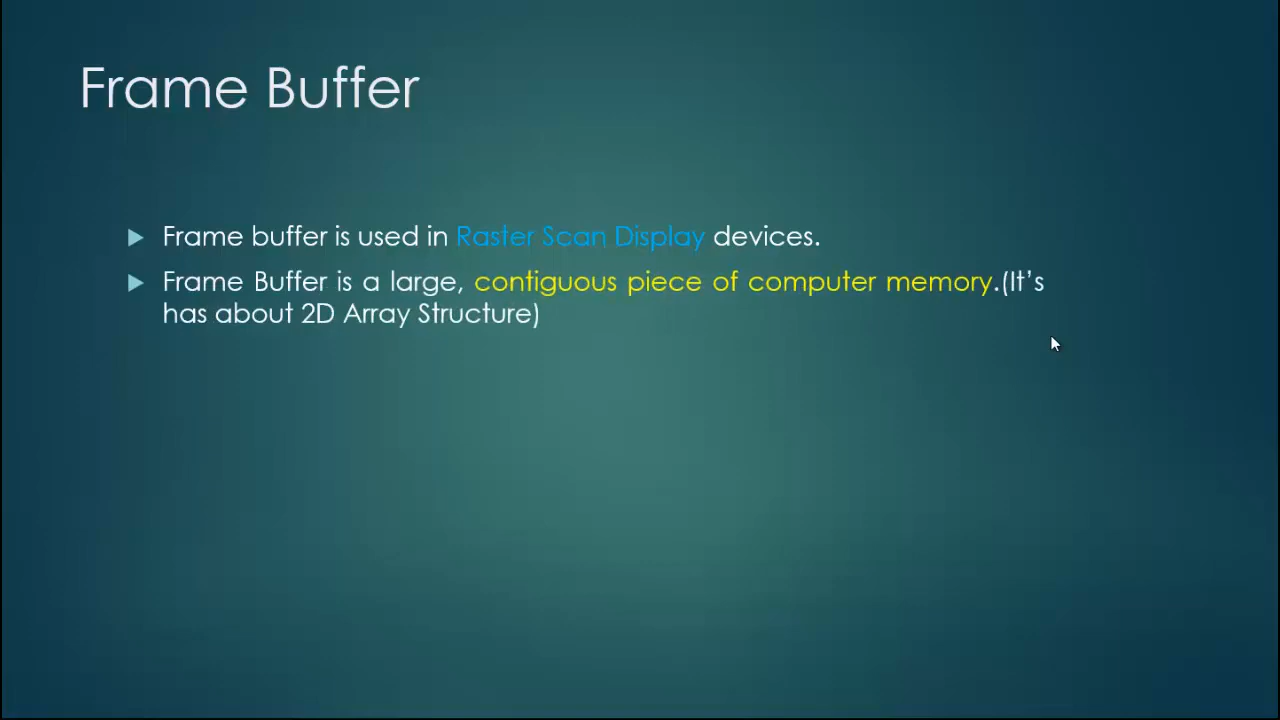 Frame Buffer
Frame buffer is used in Raster Scan Display devices.
Frame Buffer is a large, contiguous piece of computer memory.(It’s
has about 2D Array Structure)